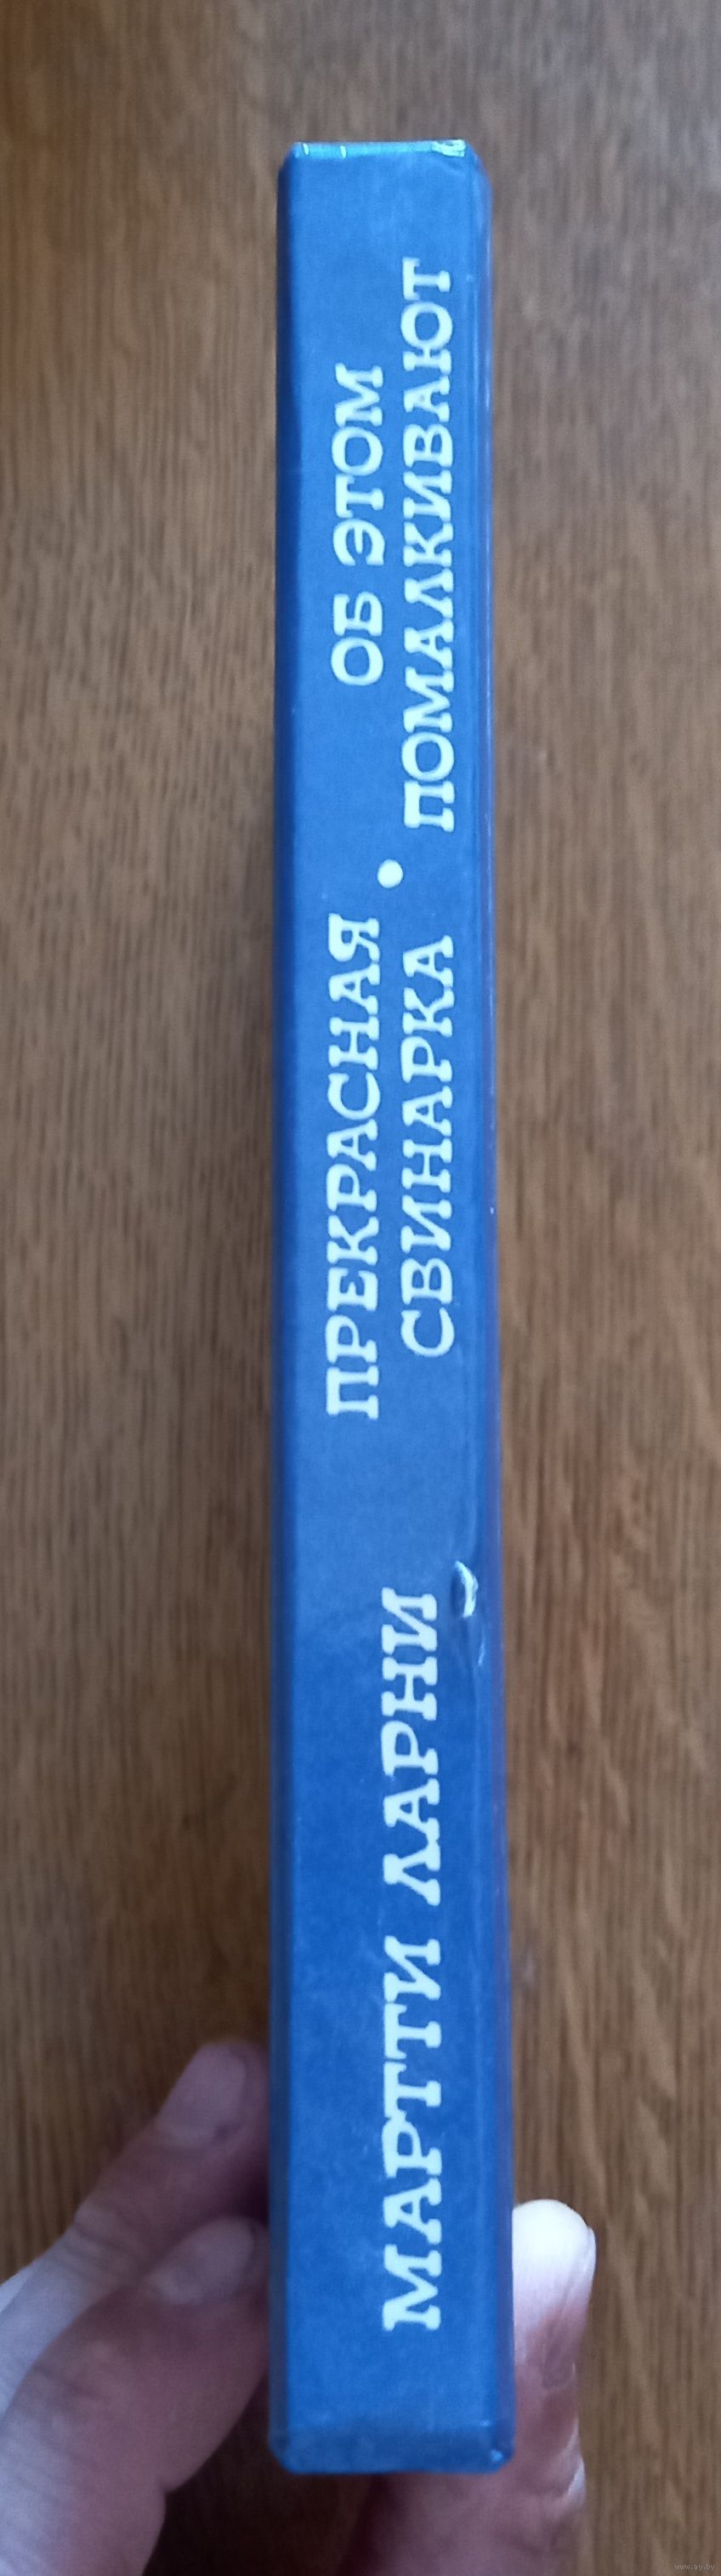 МАРТТИ ЛАРНИ
ПРЕКРАСНАЯ
СВИНАРКА
•
ОБ ЭТОМ
ПОМАЛКИВАЮТ